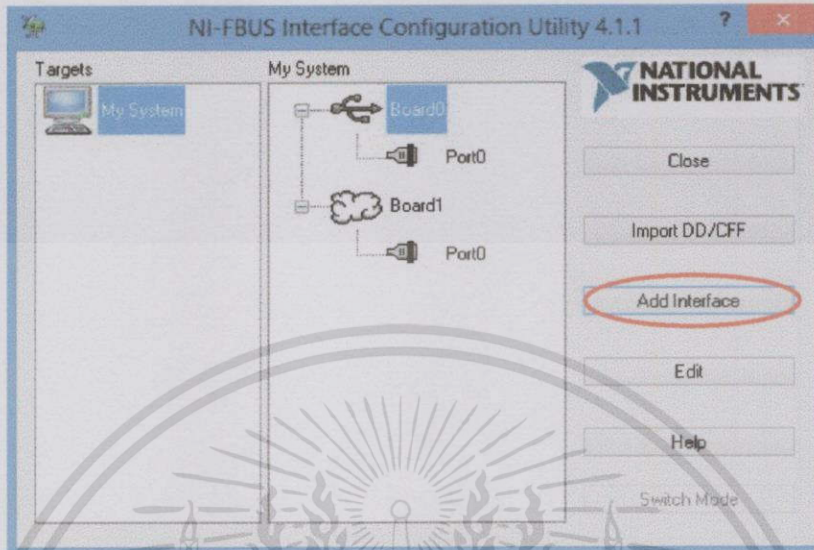 NI-FBUS Interface Configuration Utility 4.1.1
?
×
Targets
My System
My System
Board0
Port0
Board1
Port0
NATIONAL
INSTRUMENTS
Close
Import DD/CFF
Add Interface
Edit
Help
Switch Mode